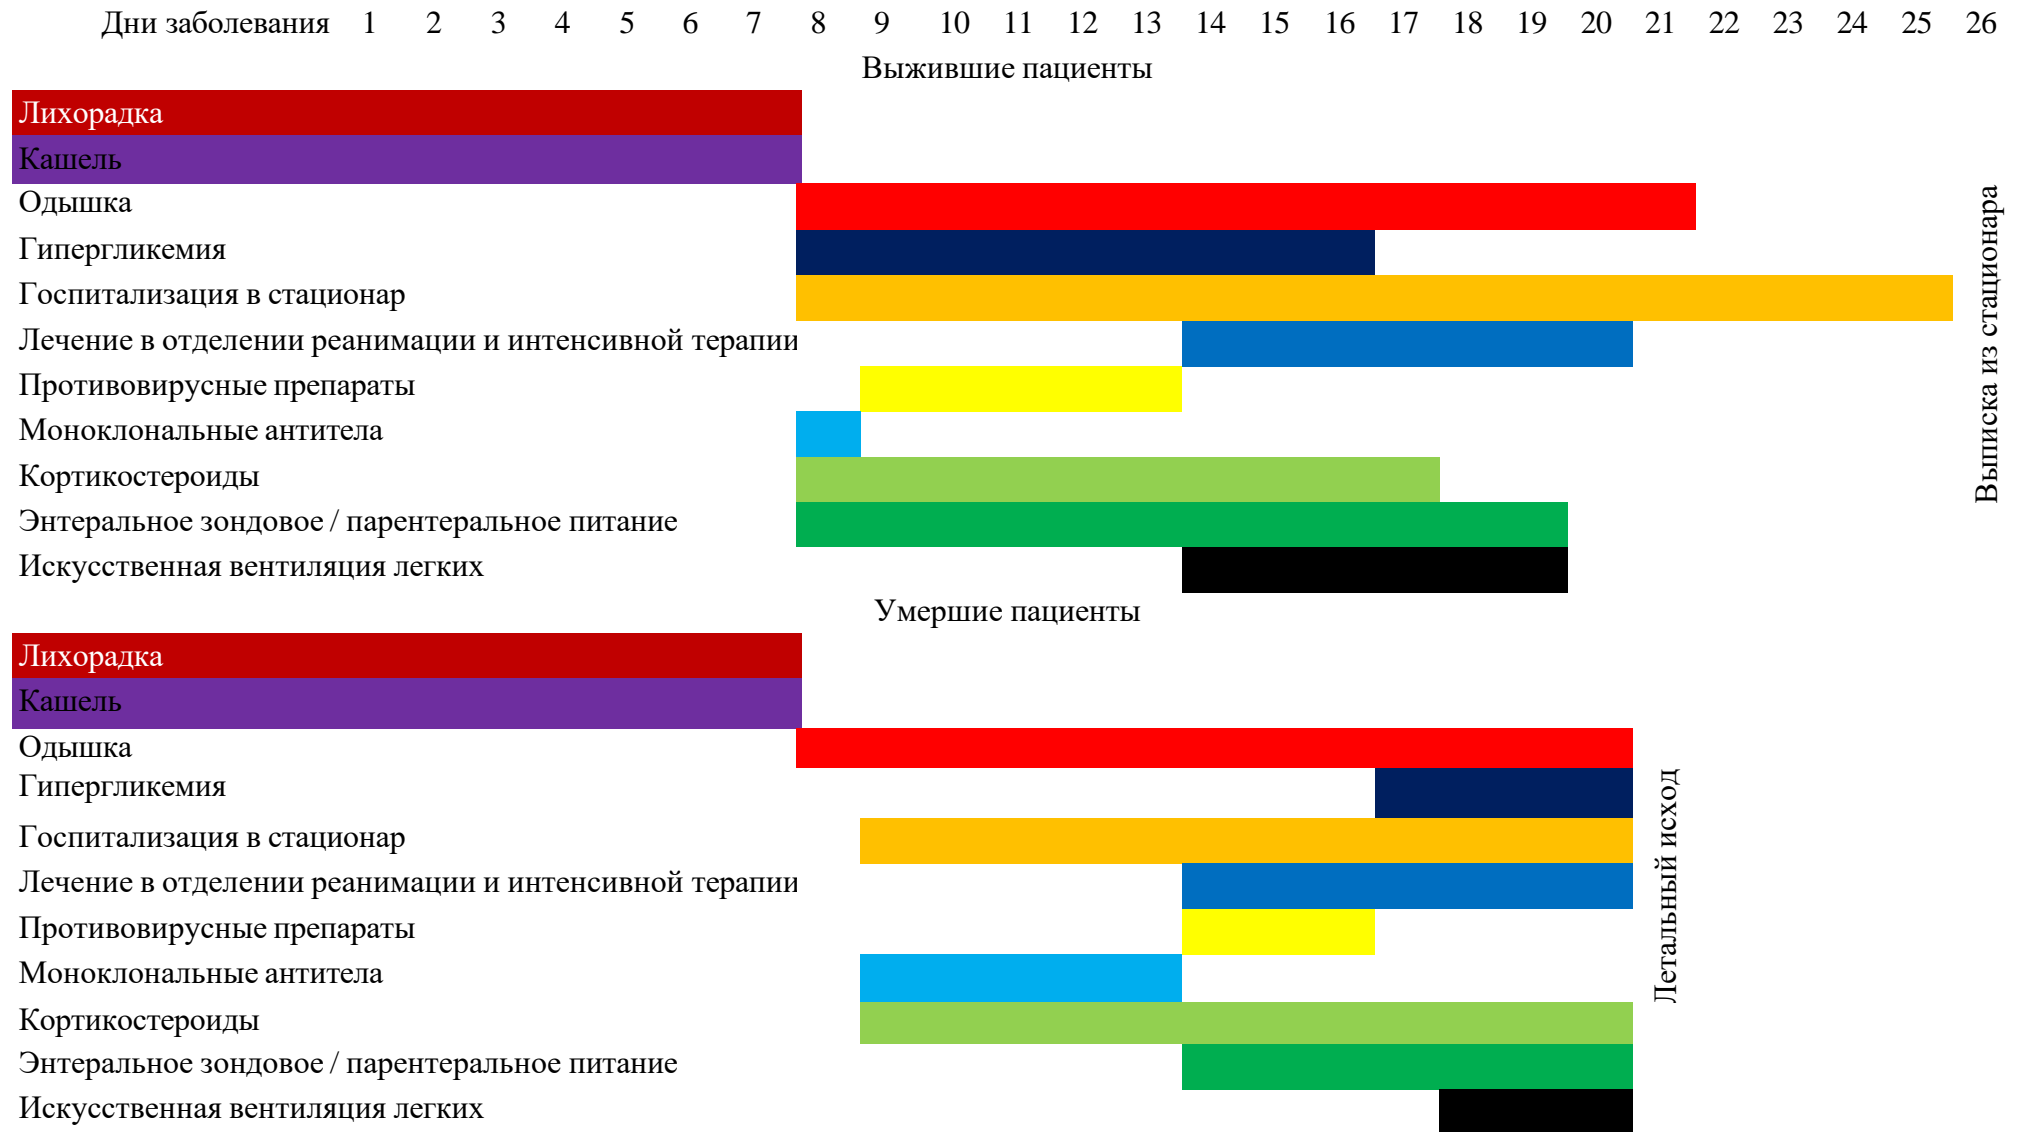 Дни заболевания 1 2 3 4 5 6 7 8 9 10 11 12 13 14 15 16 17 18 19 20 21 22 23 24 25 26
Выжившие пациенты
Лихорадка
Кашель
Одышка
Гипергликемия
Госпитализация в стационар
Лечение в отделении реанимации и интенсивной терапии
Противовирусные препараты
Моноклональные антитела
Кортикостероиды
Энтеральное зондовое / парентеральное питание
Искусственная вентиляция легких
Выписка из стационара
Умершие пациенты
Лихорадка
Кашель
Одышка
Гипергликемия
Госпитализация в стационар
Лечение в отделении реанимации и интенсивной терапии
Противовирусные препараты
Моноклональные антитела
Кортикостероиды
Энтеральное зондовое / парентеральное питание
Искусственная вентиляция легких
Летальный исход